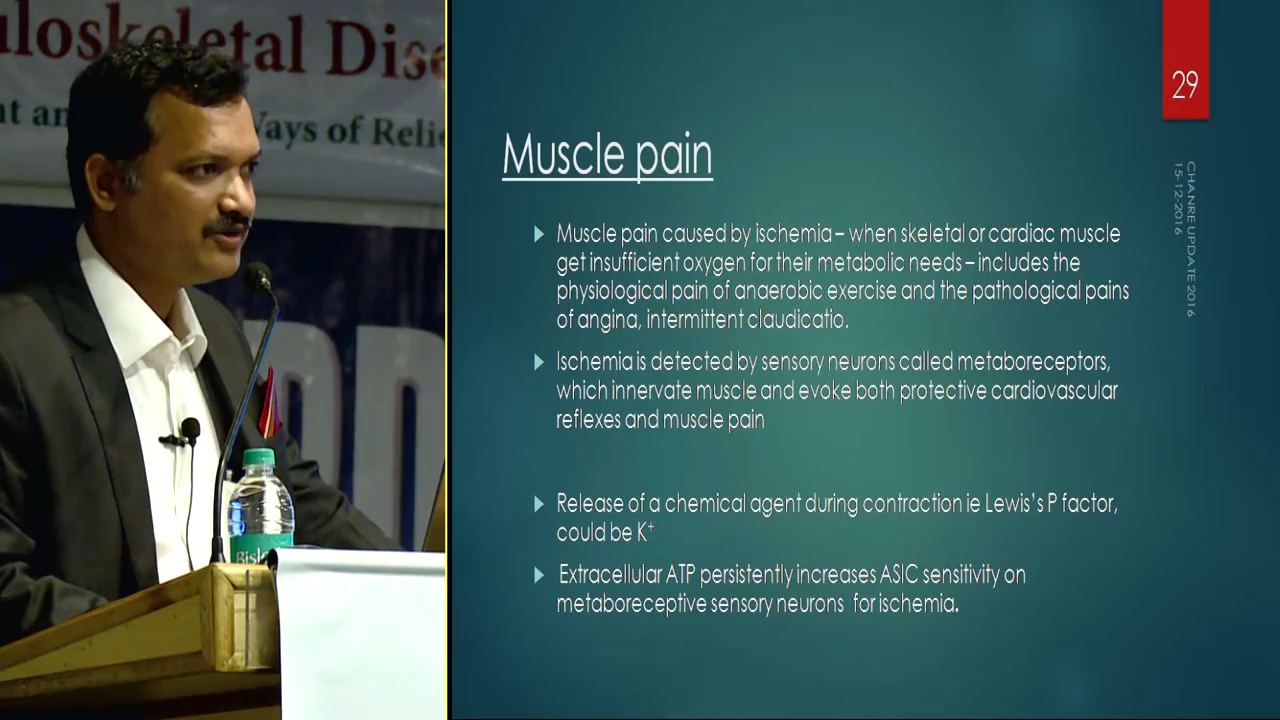 uloskeletal Dise
nt an Ways of Relie
Bisle
29
CHANRE UPDATE 2016
15-12-2016
Muscle pain
Muscle pain caused by ischemia – when skeletal or cardiac muscle
get insufficient oxygen for their metabolic needs – includes the
physiological pain of anaerobic exercise and the pathological pains
of angina, intermittent claudicatio.
Ischemia is detected by sensory neurons called metaboreceptors,
which innervate muscle and evoke both protective cardiovascular
reflexes and muscle pain
Release of a chemical agent during contraction ie Lewis's P factor,
could be K⁺
Extracellular ATP persistently increases ASIC sensitivity on
metaboreceptive sensory neurons for ischemia.